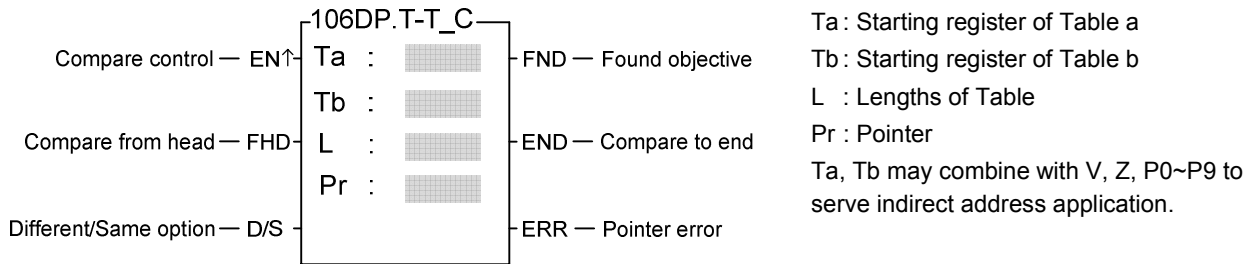 106DP.T-T_C
Compare control — EN↑ Ta : FND — Found objective
Tb :
Compare from head — FHD L : END — Compare to end
Pr :
Different/Same option — D/S ERR — Pointer error
Ta : Starting register of Table a
Tb : Starting register of Table b
L : Lengths of Table
Pr : Pointer
Ta, Tb may combine with V, Z, P0~P9 to
serve indirect address application.